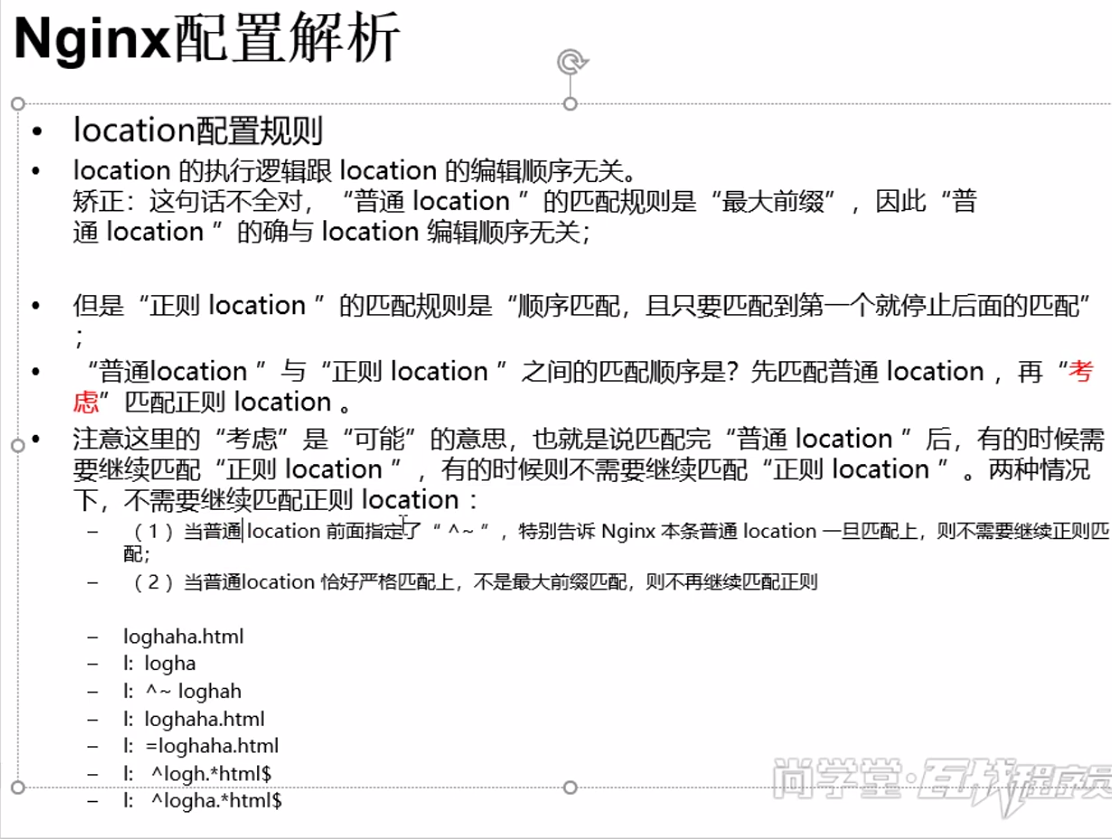 Nginx配置解析
• location配置规则
• location 的执行逻辑跟 location 的编辑顺序无关。
矫正：这句话不全对，“普通 location ”的匹配规则是“最大前缀”，因此“普
通 location ”的确与 location 编辑顺序无关；
• 但是“正则 location ”的匹配规则是“顺序匹配，且只要匹配到第一个就停止后面的匹配”
；
• “普通location ”与“正则 location ”之间的匹配顺序是？先匹配普通 location ，再“考
虑”匹配正则 location 。
• 注意这里的“考虑”是“可能”的意思，也就是说匹配完“普通 location ”后，有的时候需
要继续匹配“正则 location ”，有的时候则不需要继续匹配“正则 location ”。两种情况
下，不需要继续匹配正则 location ：
– （ 1 ）当普通 location 前面指定了“ ^~ ”，特别告诉 Nginx 本条普通 location 一旦匹配上，则不需要继续正则匹
配；
– （ 2 ）当普通location 恰好严格匹配上，不是最大前缀匹配，则不再继续匹配正则
– loghaha.html
– l: logha
– l: ^~ loghah
– l: loghaha.html
– l: =loghaha.html
– l: ^logh.*html$
– l: ^logha.*html$
尚学堂·百战程序员